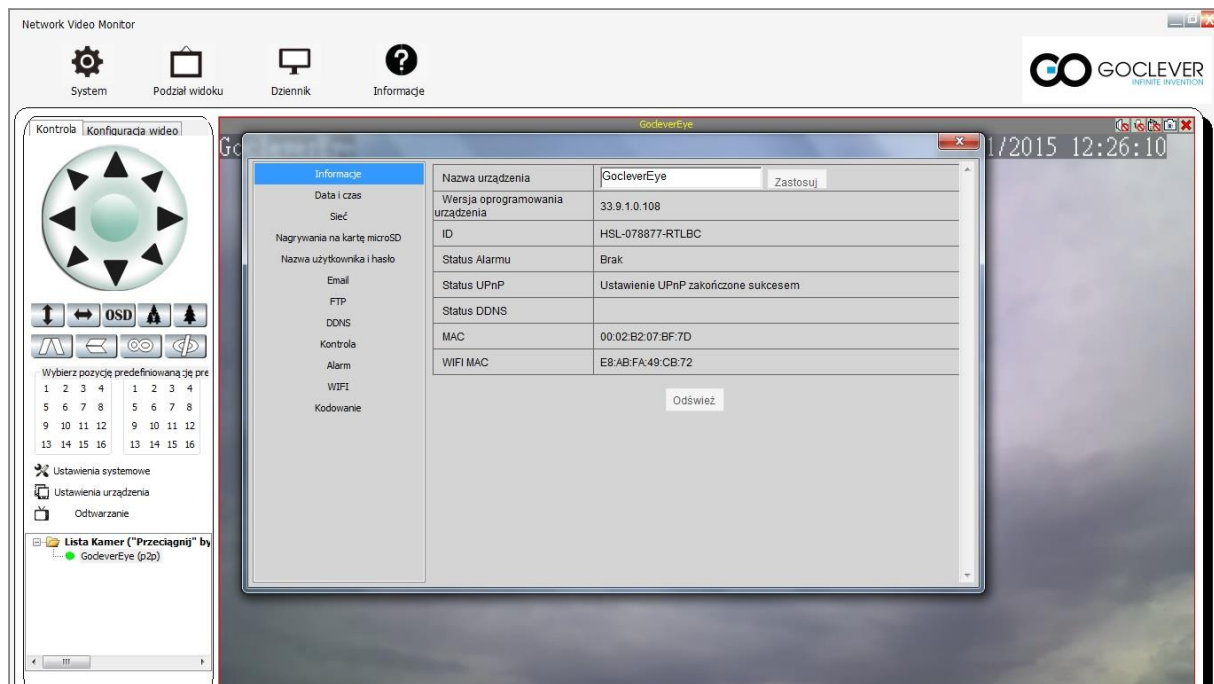 Network Video Monitor
System Podział widoku Dziennik Informacje
GOCLEVER
INFINITE INVENTION
Kontrola Konfiguracja wideo
GocleverEye
1/2015 12:26:10
OSD
Wybierz pozycję predefiniowaną ję pre
1 2 3 4 1 2 3 4
5 6 7 8 5 6 7 8
9 10 11 12 9 10 11 12
13 14 15 16 13 14 15 16
Ustawienia systemowe
Ustawienia urządzenia
Odtwarzanie
Lista Kamer ("Przeciągnij" by
GocleverEye (p2p)
Informacje
Data i czas
Sieć
Nagrywania na kartę microSD
Nazwa użytkownika i hasło
Email
FTP
DDNS
Kontrola
Alarm
WIFI
Kodowanie
Nazwa urządzenia GocleverEye Zastosuj
Wersja oprogramowania
urządzenia 33.9.1.0.108
ID HSL-078877-RTLBC
Status Alarmu Brak
Status UPnP Ustawienie UPnP zakończone sukcesem
Status DDNS
MAC 00:02:B2:07:BF:7D
WIFI MAC E8:AB:FA:49:CB:72
Odśwież